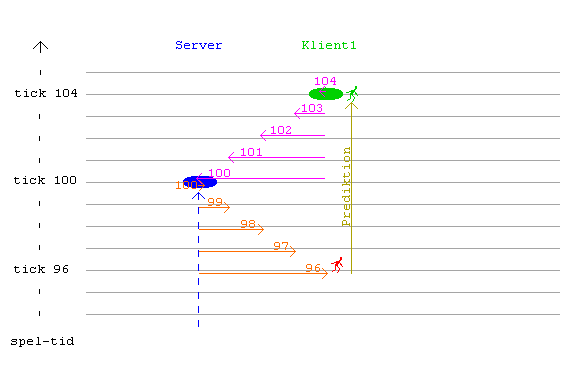 Server Klient1
104
tick 104
103
102
101
100
tick 100 100
99
98
97
tick 96 96
Prediktion
spel-tid